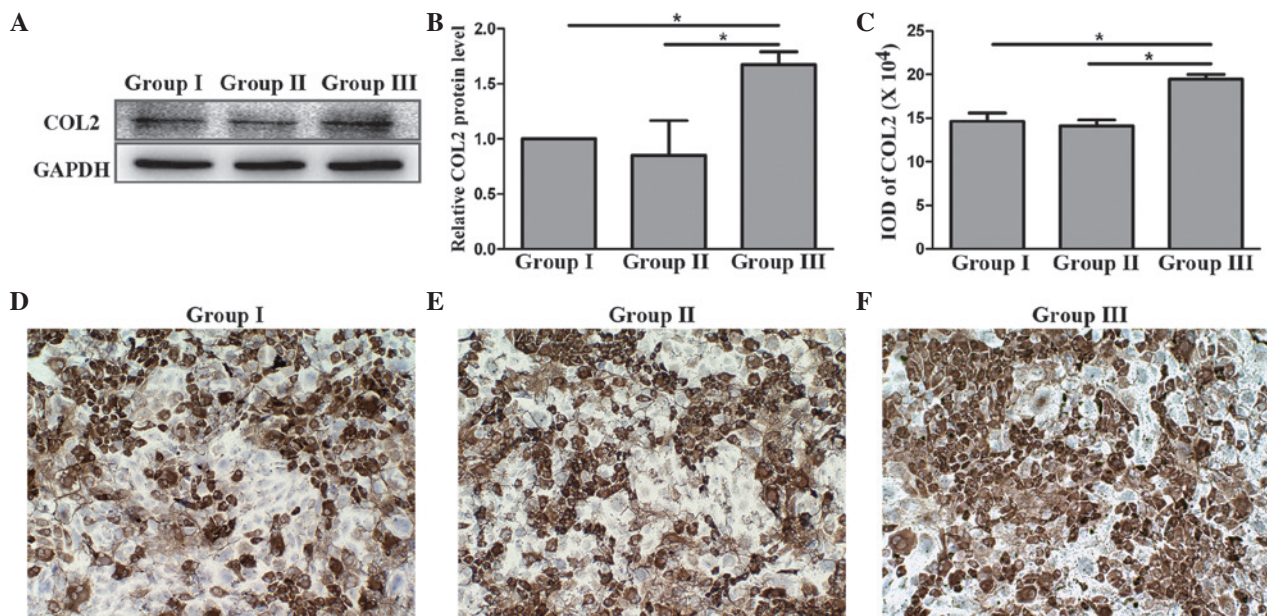 A
Group I Group II Group III
COL2
GAPDH
B
Relative COL2 protein level
2.0
1.5
1.0
0.5
0.0
*
*
Group I Group II Group III
C
IOD of COL2 (X 10⁴)
25
20
15
10
5
0
*
*
Group I Group II Group III
D
Group I
E
Group II
F
Group III